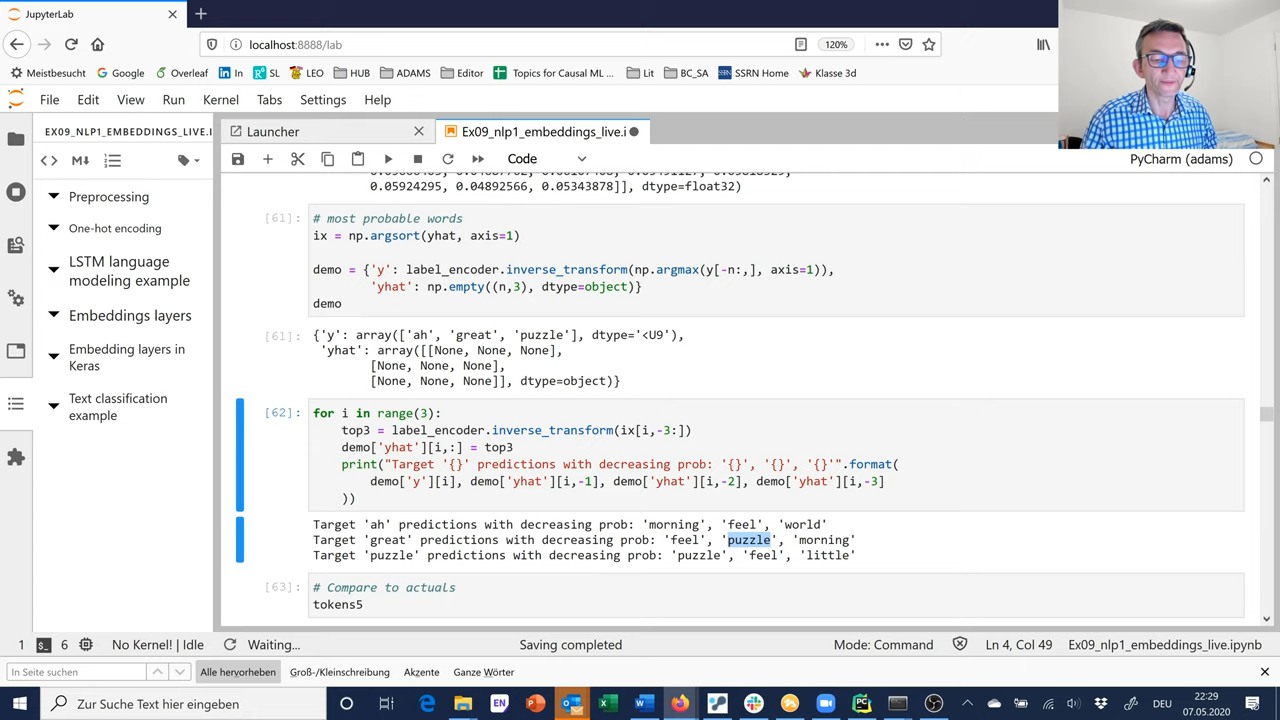 JupyterLab
localhost:8888/lab
120%
Meistbesucht
Google
Overleaf
LinkedIn
SL
LEO
HUB
ADAMS
Editor
Topics for Causal ML ...
Lit
BC_SA
SSRN Home
Klasse 3d
File Edit View Run Kernel Tabs Settings Help
EX09_NLP1_EMBEDDINGS_LIVE.I
Launcher
Ex09_nlp1_embeddings_live.i
Code
PyCharm (adams)
Preprocessing
One-hot encoding
LSTM language
modeling example
Embeddings layers
Embedding layers in
Keras
Text classification
example
0.05924295, 0.04892566, 0.05343878]], dtype=float32)
[61]:
# most probable words
ix = np.argsort(yhat, axis=1)
demo = {'y': label_encoder.inverse_transform(np.argmax(y[-n:,], axis=1)),
'yhat': np.empty((n,3), dtype=object)}
demo
[61]:
{'y': array(['ah', 'great', 'puzzle'], dtype='<U9'),
'yhat': array([[None, None, None],
[None, None, None],
[None, None, None]], dtype=object)}
[62]:
for i in range(3):
top3 = label_encoder.inverse_transform(ix[i,-3:])
demo['yhat'][i,:] = top3
print("Target '{}' predictions with decreasing prob: '{}', '{}', '{}'".format(
demo['y'][i], demo['yhat'][i,-1], demo['yhat'][i,-2], demo['yhat'][i,-3]
))
Target 'ah' predictions with decreasing prob: 'morning', 'feel', 'world'
Target 'great' predictions with decreasing prob: 'feel', 'puzzle', 'morning'
Target 'puzzle' predictions with decreasing prob: 'puzzle', 'feel', 'little'
[63]:
# Compare to actuals
tokens5
1 6 No Kernel! | Idle Waiting... Saving completed Mode: Command Ln 4, Col 49 Ex09_nlp1_embeddings_live.ipynb
In Seite suchen Alle hervorheben Groß-/Kleinschreibung Akzente Ganze Wörter
Zur Suche Text hier eingeben
EN
DEU
22:29
07.05.2020